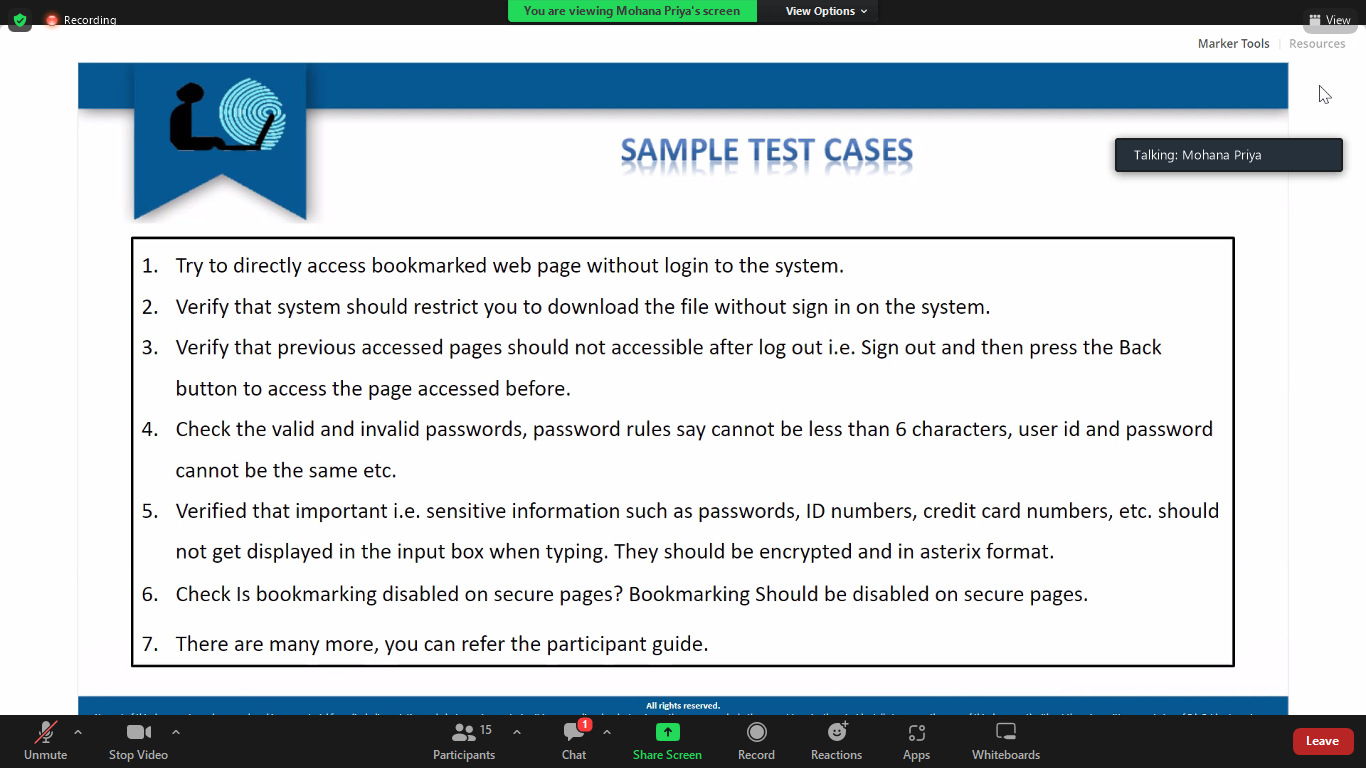 Recording
You are viewing Mohana Priya's screen
View Options
View
Marker Tools | Resources
SAMPLE TEST CASES
Talking: Mohana Priya
1. Try to directly access bookmarked web page without login to the system.
2. Verify that system should restrict you to download the file without sign in on the system.
3. Verify that previous accessed pages should not accessible after log out i.e. Sign out and then press the Back
button to access the page accessed before.
4. Check the valid and invalid passwords, password rules say cannot be less than 6 characters, user id and password
cannot be the same etc.
5. Verified that important i.e. sensitive information such as passwords, ID numbers, credit card numbers, etc. should
not get displayed in the input box when typing. They should be encrypted and in asterix format.
6. Check Is bookmarking disabled on secure pages? Bookmarking Should be disabled on secure pages.
7. There are many more, you can refer the participant guide.
All rights reserved.
Unmute
Stop Video
Participants 15
Chat 1
Share Screen
Record
Reactions
Apps
Whiteboards
Leave